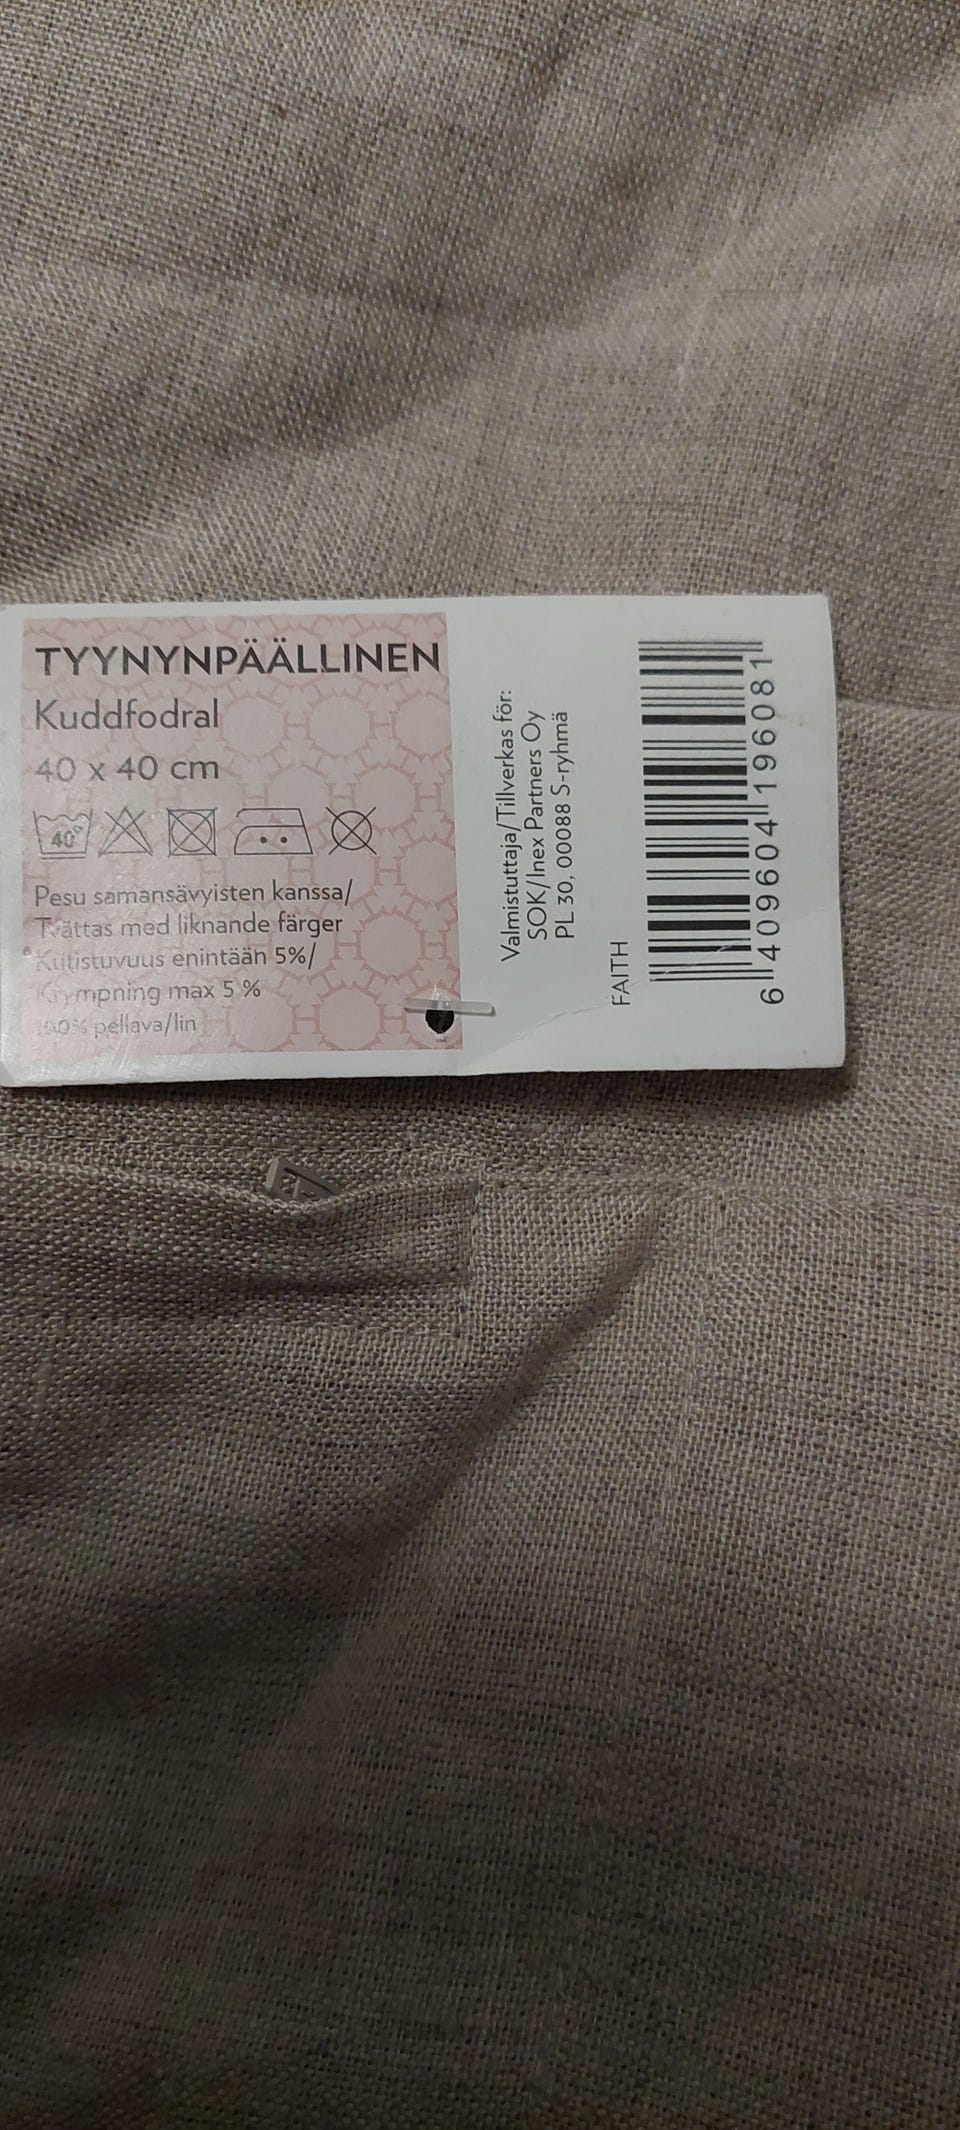 TYYNYNPÄÄLLINEN
Kuddfodral
40 x 40 cm
40°
Pesu samansävyisten kanssa/
Tvättas med liknande färger
Kutistuvuus enintään 5%/
Krympning max 5 %
100% pellava/lin
Valmistuttaja/Tillverkas för:
SOK/Inex Partners Oy
PL 30, 00088 S-ryhmä
FAITH
6 409604 196081